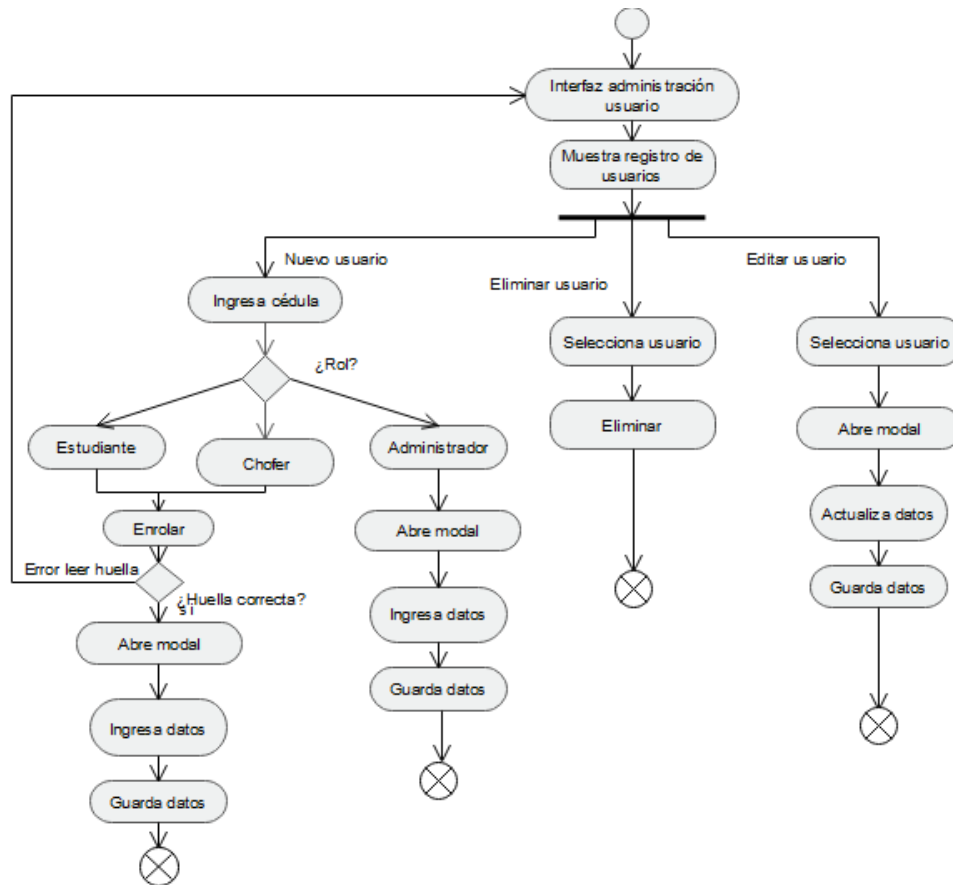 Interfaz administración
usuario
Muestra registro de
usuarios
Nuevo usuario
Eliminar usuario
Editar usuario
Ingresa cédula
Selecciona usuario
Selecciona usuario
¿Rol?
Estudiante
Chofer
Administrador
Eliminar
Abre modal
Enrolar
Abre modal
Actualiza datos
Error leer huella
¿Huella correcta?
si
Abre modal
Ingresa datos
Guarda datos
Ingresa datos
Guarda datos
Guarda datos